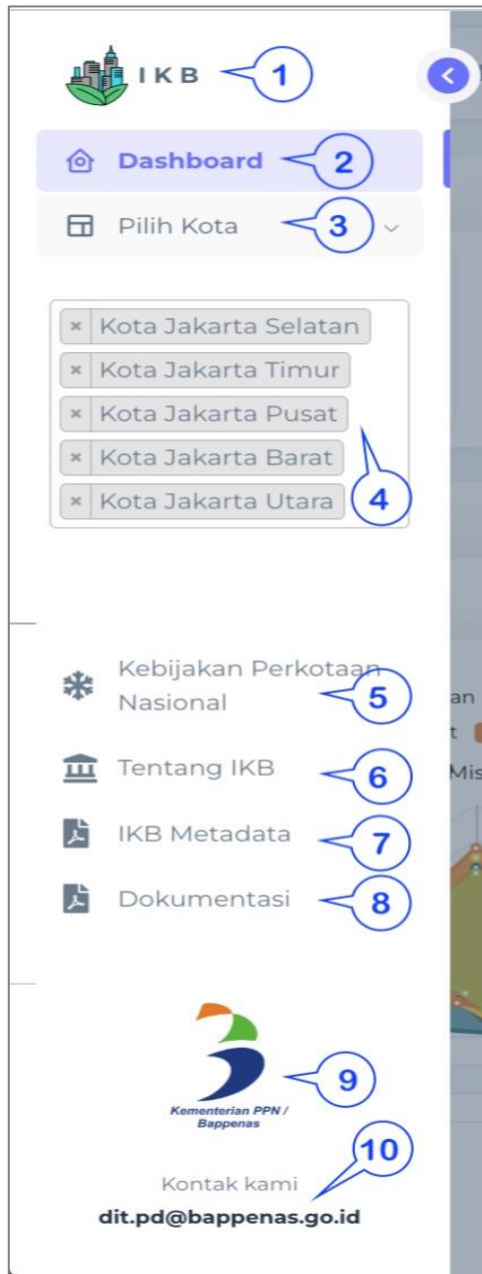 IKB
1
Dashboard
2
Pilih Kota
3
× Kota Jakarta Selatan
× Kota Jakarta Timur
× Kota Jakarta Pusat
× Kota Jakarta Barat
× Kota Jakarta Utara
4
Kebijakan Perkotaan
Nasional
5
an
t
Tentang IKB
6
Mis
IKB Metadata
7
Dokumentasi
8
9
Kementerian PPN /
Bappenas
10
Kontak kami
dit.pd@bappenas.go.id